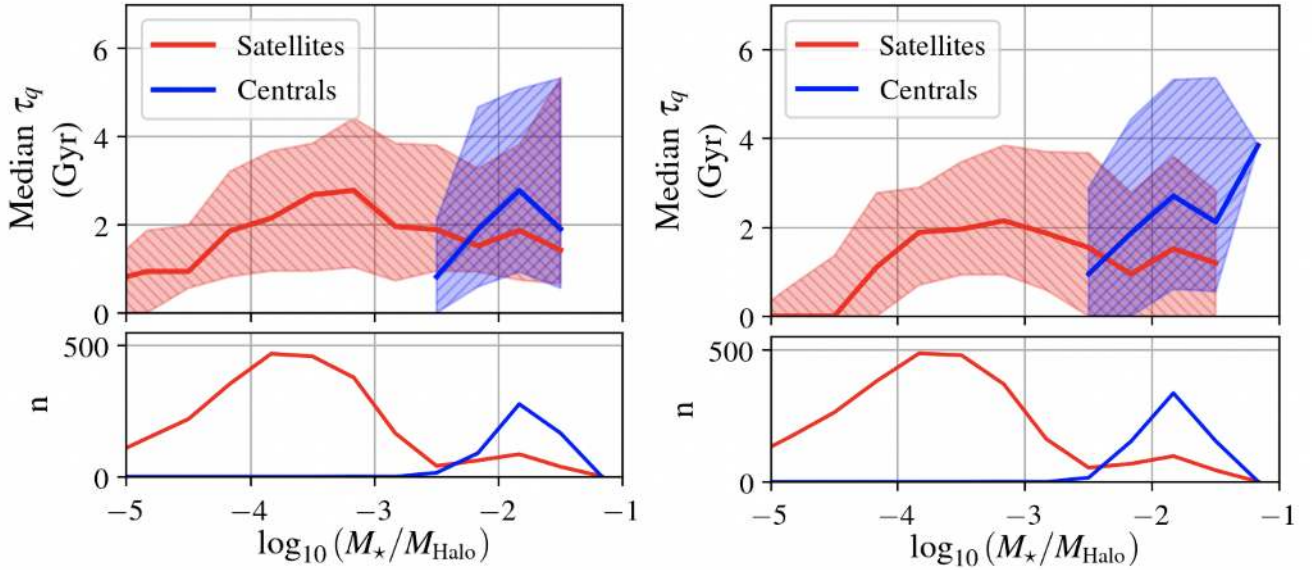 6
4
2
0
Median τ_q
(Gyr)
Satellites
Centrals
500
0
n
−5 −4 −3 −2 −1
log₁₀ (M⋆/M_Halo)
6
4
2
0
Median τ_q
(Gyr)
Satellites
Centrals
500
0
n
−5 −4 −3 −2 −1
log₁₀ (M⋆/M_Halo)